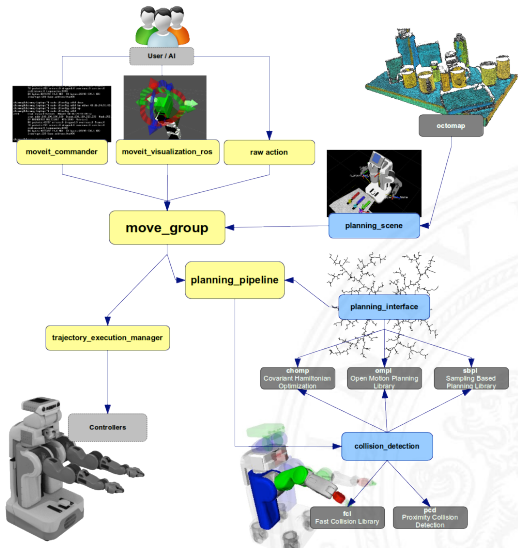 User / AI
moveit_commander
moveit_visualization_ros
raw action
octomap
move_group
planning_scene
planning_pipeline
planning_interface
trajectory_execution_manager
chomp
Covariant Hamiltonian
Optimization
ompl
Open Motion Planning
Library
sbpl
Sampling Based
Planning Library
Controllers
collision_detection
fcl
Fast Collision Library
pcd
Proximity Collision
Detection